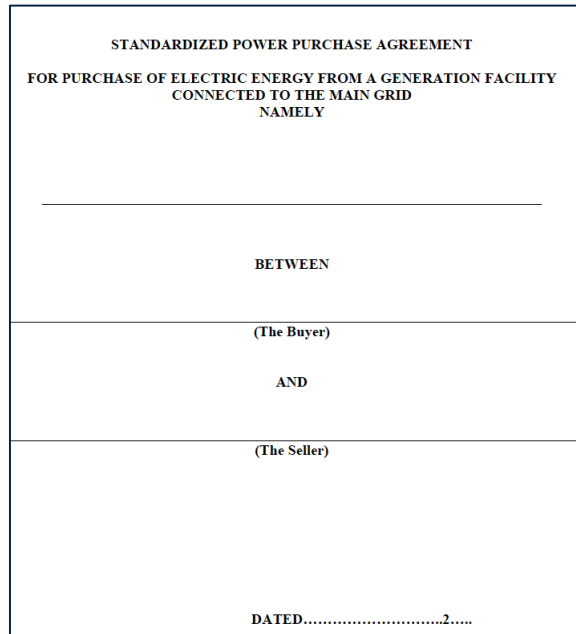 STANDARDIZED POWER PURCHASE AGREEMENT
FOR PURCHASE OF ELECTRIC ENERGY FROM A GENERATION FACILITY
CONNECTED TO THE MAIN GRID
NAMELY
BETWEEN
(The Buyer)
AND
(The Seller)
DATED………………………..2…..